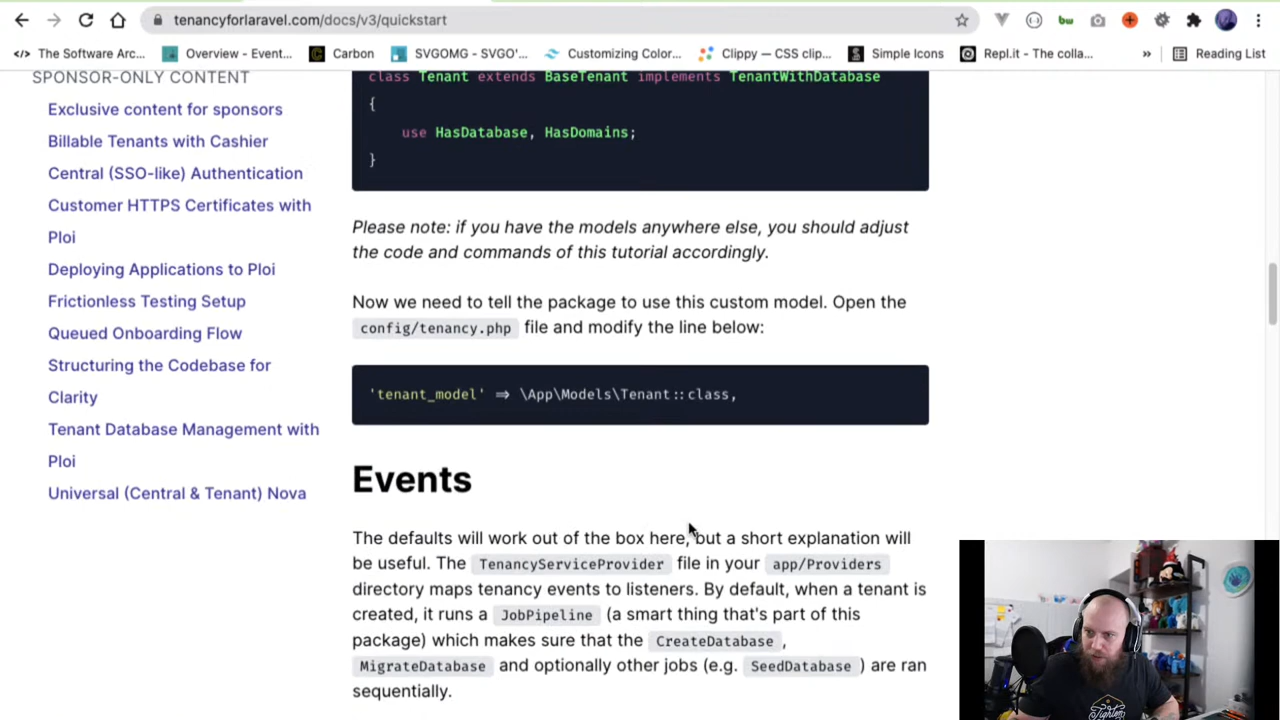 tenancyforlaravel.com/docs/v3/quickstart
The Software Arc...
Overview - Event...
Carbon
SVGOMG - SVGO'...
Customizing Color...
Clippy — CSS clip...
Simple Icons
Repl.it - The colla...
»
Reading List
SPONSOR-ONLY CONTENT
Exclusive content for sponsors
Billable Tenants with Cashier
Central (SSO-like) Authentication
Customer HTTPS Certificates with
Ploi
Deploying Applications to Ploi
Frictionless Testing Setup
Queued Onboarding Flow
Structuring the Codebase for
Clarity
Tenant Database Management with
Ploi
Universal (Central & Tenant) Nova
class Tenant extends BaseTenant implements TenantWithDatabase
{
use HasDatabase, HasDomains;
}
Please note: if you have the models anywhere else, you should adjust
the code and commands of this tutorial accordingly.
Now we need to tell the package to use this custom model. Open the
config/tenancy.php file and modify the line below:
'tenant_model' => \App\Models\Tenant::class,
Events
The defaults will work out of the box here, but a short explanation will
be useful. The TenancyServiceProvider file in your app/Providers
directory maps tenancy events to listeners. By default, when a tenant is
created, it runs a JobPipeline (a smart thing that's part of this
package) which makes sure that the CreateDatabase ,
MigrateDatabase and optionally other jobs (e.g. SeedDatabase ) are ran
sequentially.
Tighten